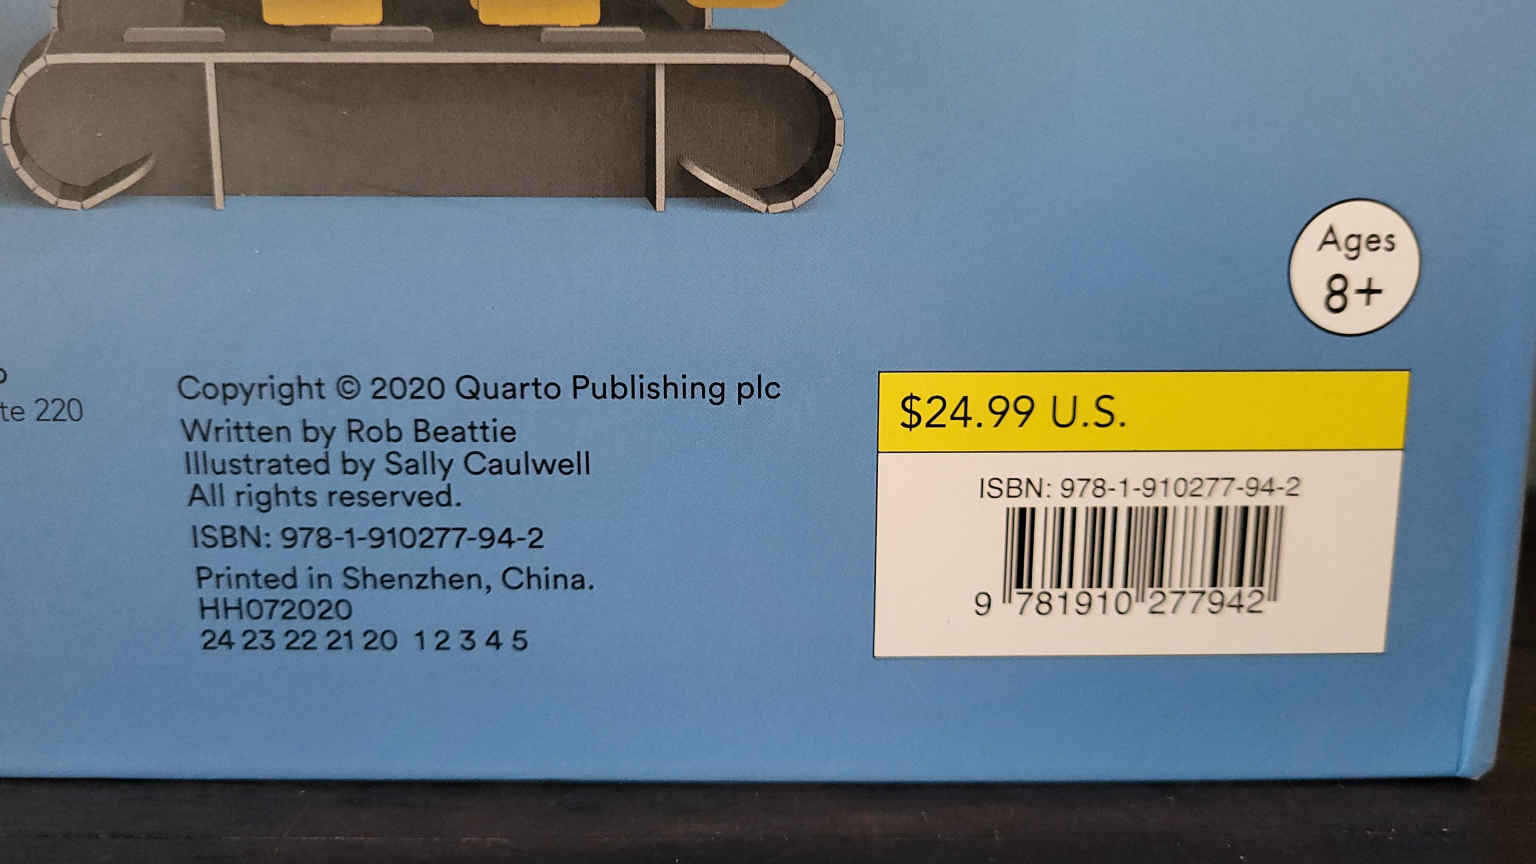 Ages
8+
te 220
Copyright © 2020 Quarto Publishing plc
Written by Rob Beattie
Illustrated by Sally Caulwell
All rights reserved.
ISBN: 978-1-910277-94-2
Printed in Shenzhen, China.
HH072020
24 23 22 21 20 1 2 3 4 5
$24.99 U.S.
ISBN: 978-1-910277-94-2
9 781910 277942